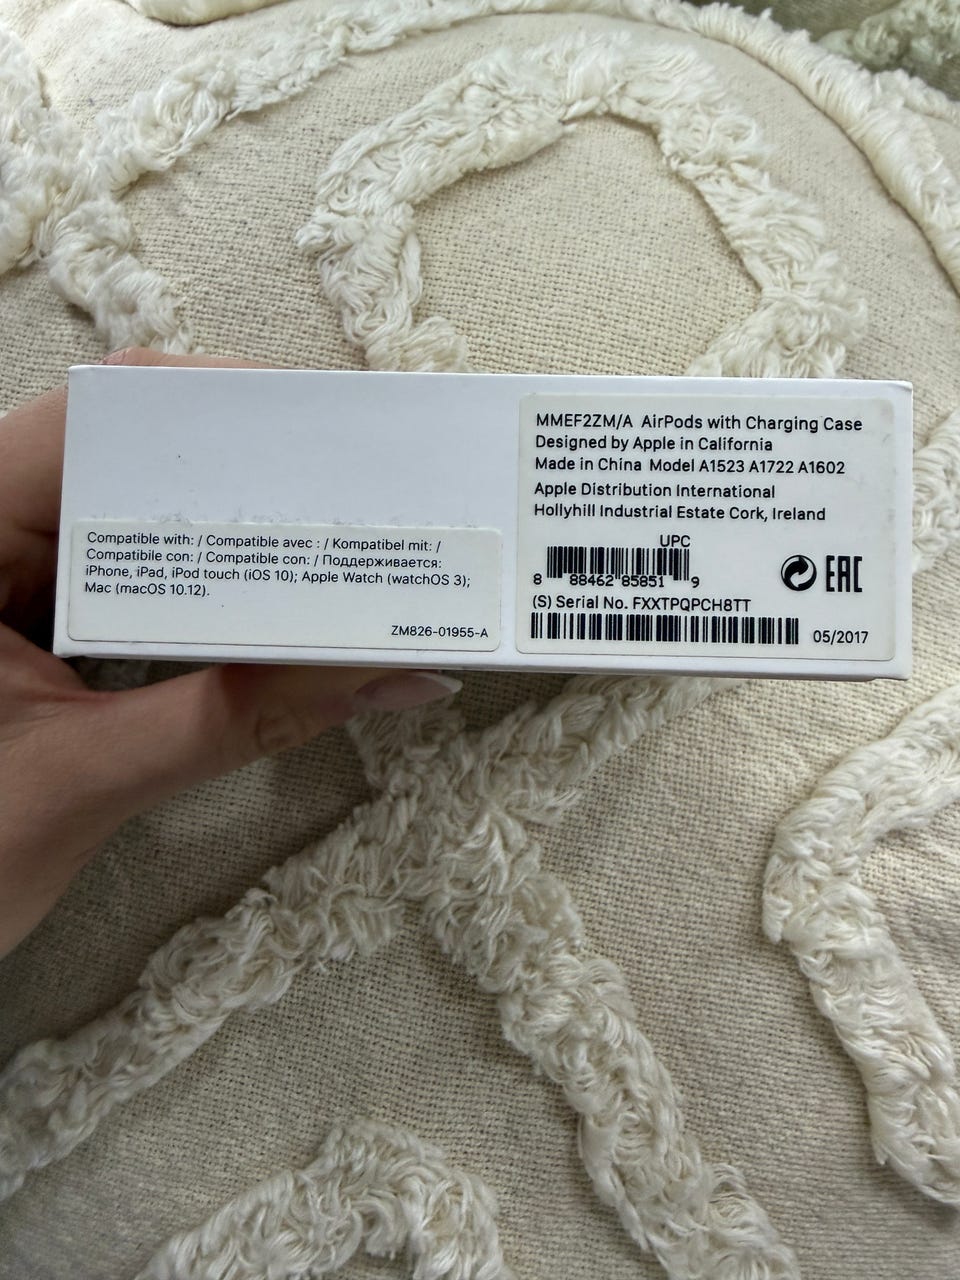 MMEF2ZM/A AirPods with Charging Case
Designed by Apple in California
Made in China Model A1523 A1722 A1602
Apple Distribution International
Hollyhill Industrial Estate Cork, Ireland
UPC
8 88462 85851 9
EAC
(S) Serial No. FXXTPQPCH8TT
05/2017
Compatible with: / Compatible avec : / Kompatibel mit: /
Compatibile con: / Compatible con: / Поддерживается:
iPhone, iPad, iPod touch (iOS 10); Apple Watch (watchOS 3);
Mac (macOS 10.12).
ZM826-01955-A